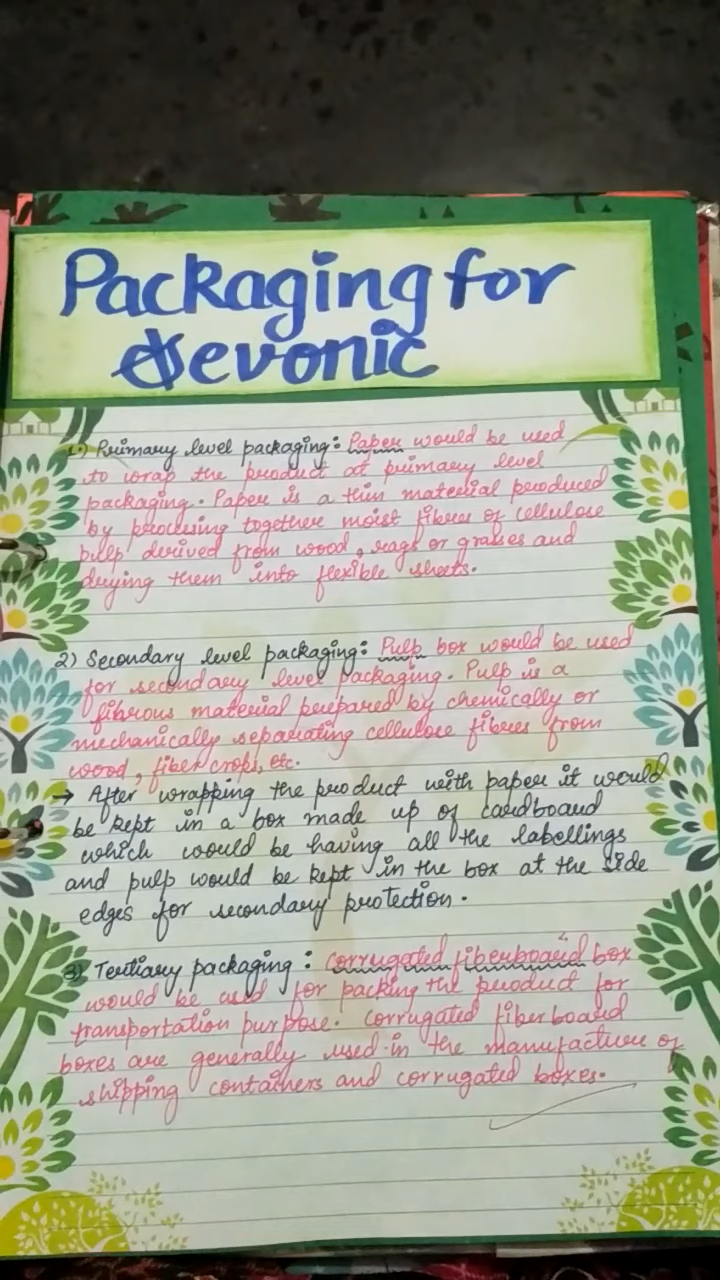 Packaging for
devonic
1.) Primary level packaging: Paper would be used
to wrap the product at primary level
packaging. Paper is a thin material produced
by processing together moist fibres of cellulose
pulp derived from wood, rags or grasses and
drying them into flexible sheets.
2) Secondary level packaging: Pulp box would be used
for secondary level packaging. Pulp is a
fibrous material prepared by chemically or
mechanically separating cellulose fibres from
wood, fiber crops, etc.
→ After wrapping the product with paper it would
be kept in a box made up of cardboard
which would be having all the labellings
and pulp would be kept in the box at the side
edges for secondary protection.
3) Tertiary packaging: Corrugated fiberboard box
would be used for packing the product for
transportation purpose. Corrugated fiberboard
boxes are generally used in the manufacture of
shipping containers and corrugated boxes.